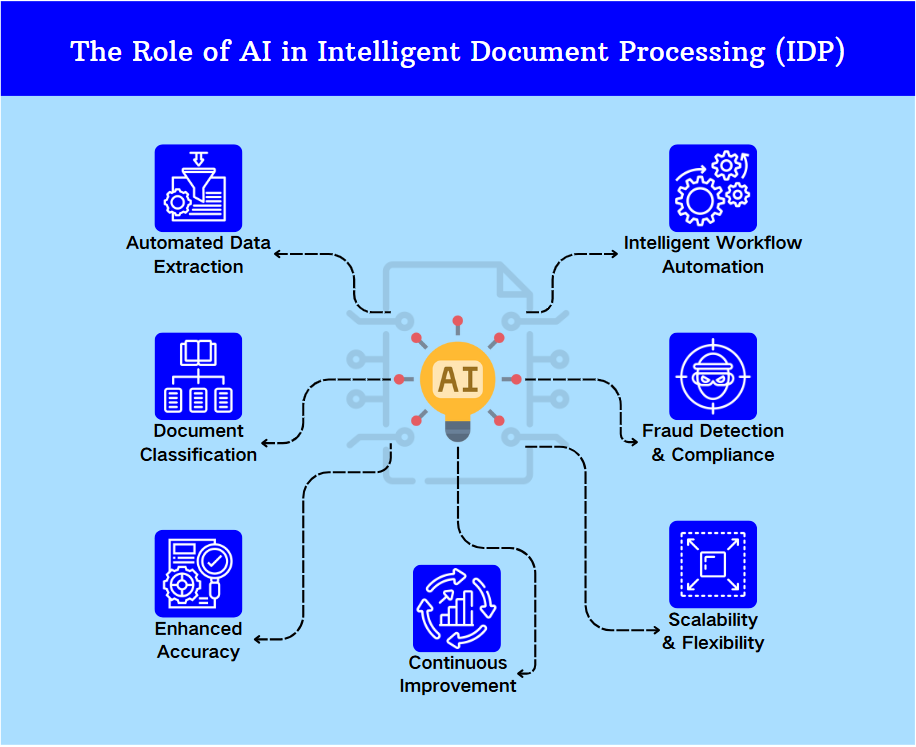 The Role of AI in Intelligent Document Processing (IDP)
Automated Data
Extraction
Intelligent Workflow
Automation
AI
Document
Classification
Fraud Detection
& Compliance
Enhanced
Accuracy
Continuous
Improvement
Scalability
& Flexibility